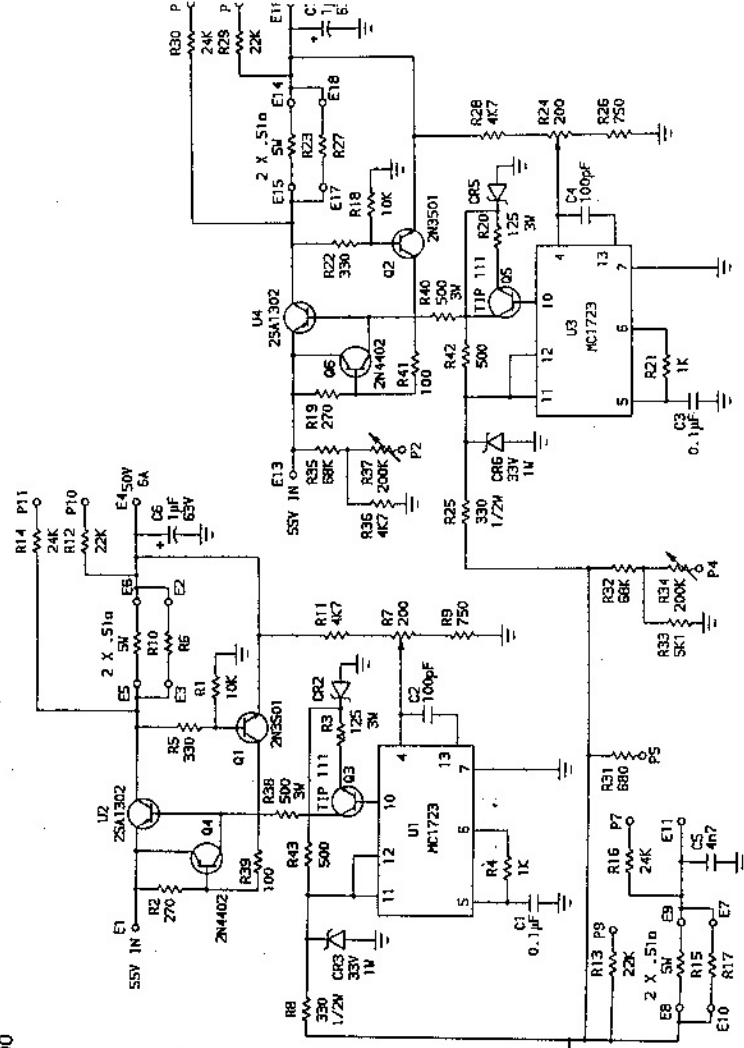 R30
24K
P
R29
22K
P
E1
C
+
E14
E18
2 X .51Ω
5W
R23
R27
E15
E17
R18
10K
R22
330
Q2
2N3501
R28
4K7
R24
200
R26
750
CR5
R20
125
3W
C4
100pF
TIP 111
Q5
R40
500
3W
U4
2SA1302
Q6
2N4402
R41
100
R42
500
R19
270
4
13
10
7
U3
MC1723
12
11
6
5
R21
1K
C3
0.1µF
CR6
33V
1W
R25
330
1/2W
E13
55V IN
R35
68K
R37
200K
P2
R36
4K7
R14
24K
P11
R12
22K
P10
E4
50V
6A
C6
1µF
63V
+
E6
E2
2 X .51Ω
5W
R10
R6
E5
E3
R1
10K
R5
330
Q1
2N3501
R11
4K7
R7
200
R9
750
CR2
R3
125
3W
C2
100pF
TIP 111
Q3
R38
500
3W
U2
2SA1302
Q4
2N4402
R39
100
R43
500
R2
270
E1
55V IN
4
13
10
7
U1
MC1723
12
11
6
5
R4
1K
C1
0.1µF
CR3
33V
1W
R8
330
1/2W
R32
68K
R34
200K
P4
R33
5K1
R31
680
P5
P7
R16
24K
E11
C5
4n7
P9
R13
22K
2 X .51Ω
5W
R15
R17
E9
E7
E8
E10
00